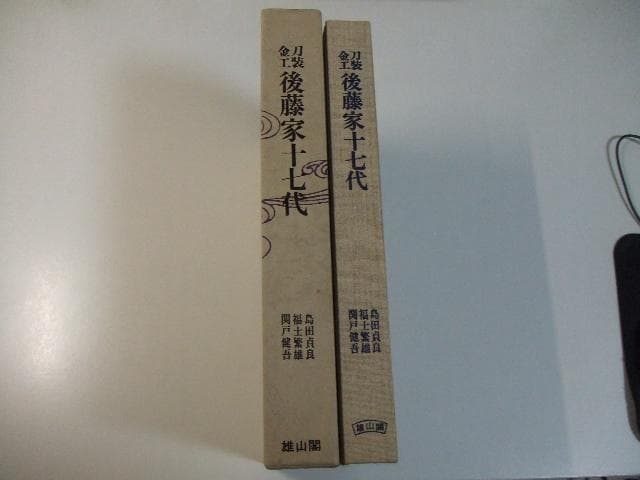 刀装
金工
後藤家十七代
島田貞良
福士繁雄
関戸健吾
雄山閣
刀装
金工
後藤家十七代
島田貞良
福士繁雄
関戸健吾
雄山閣